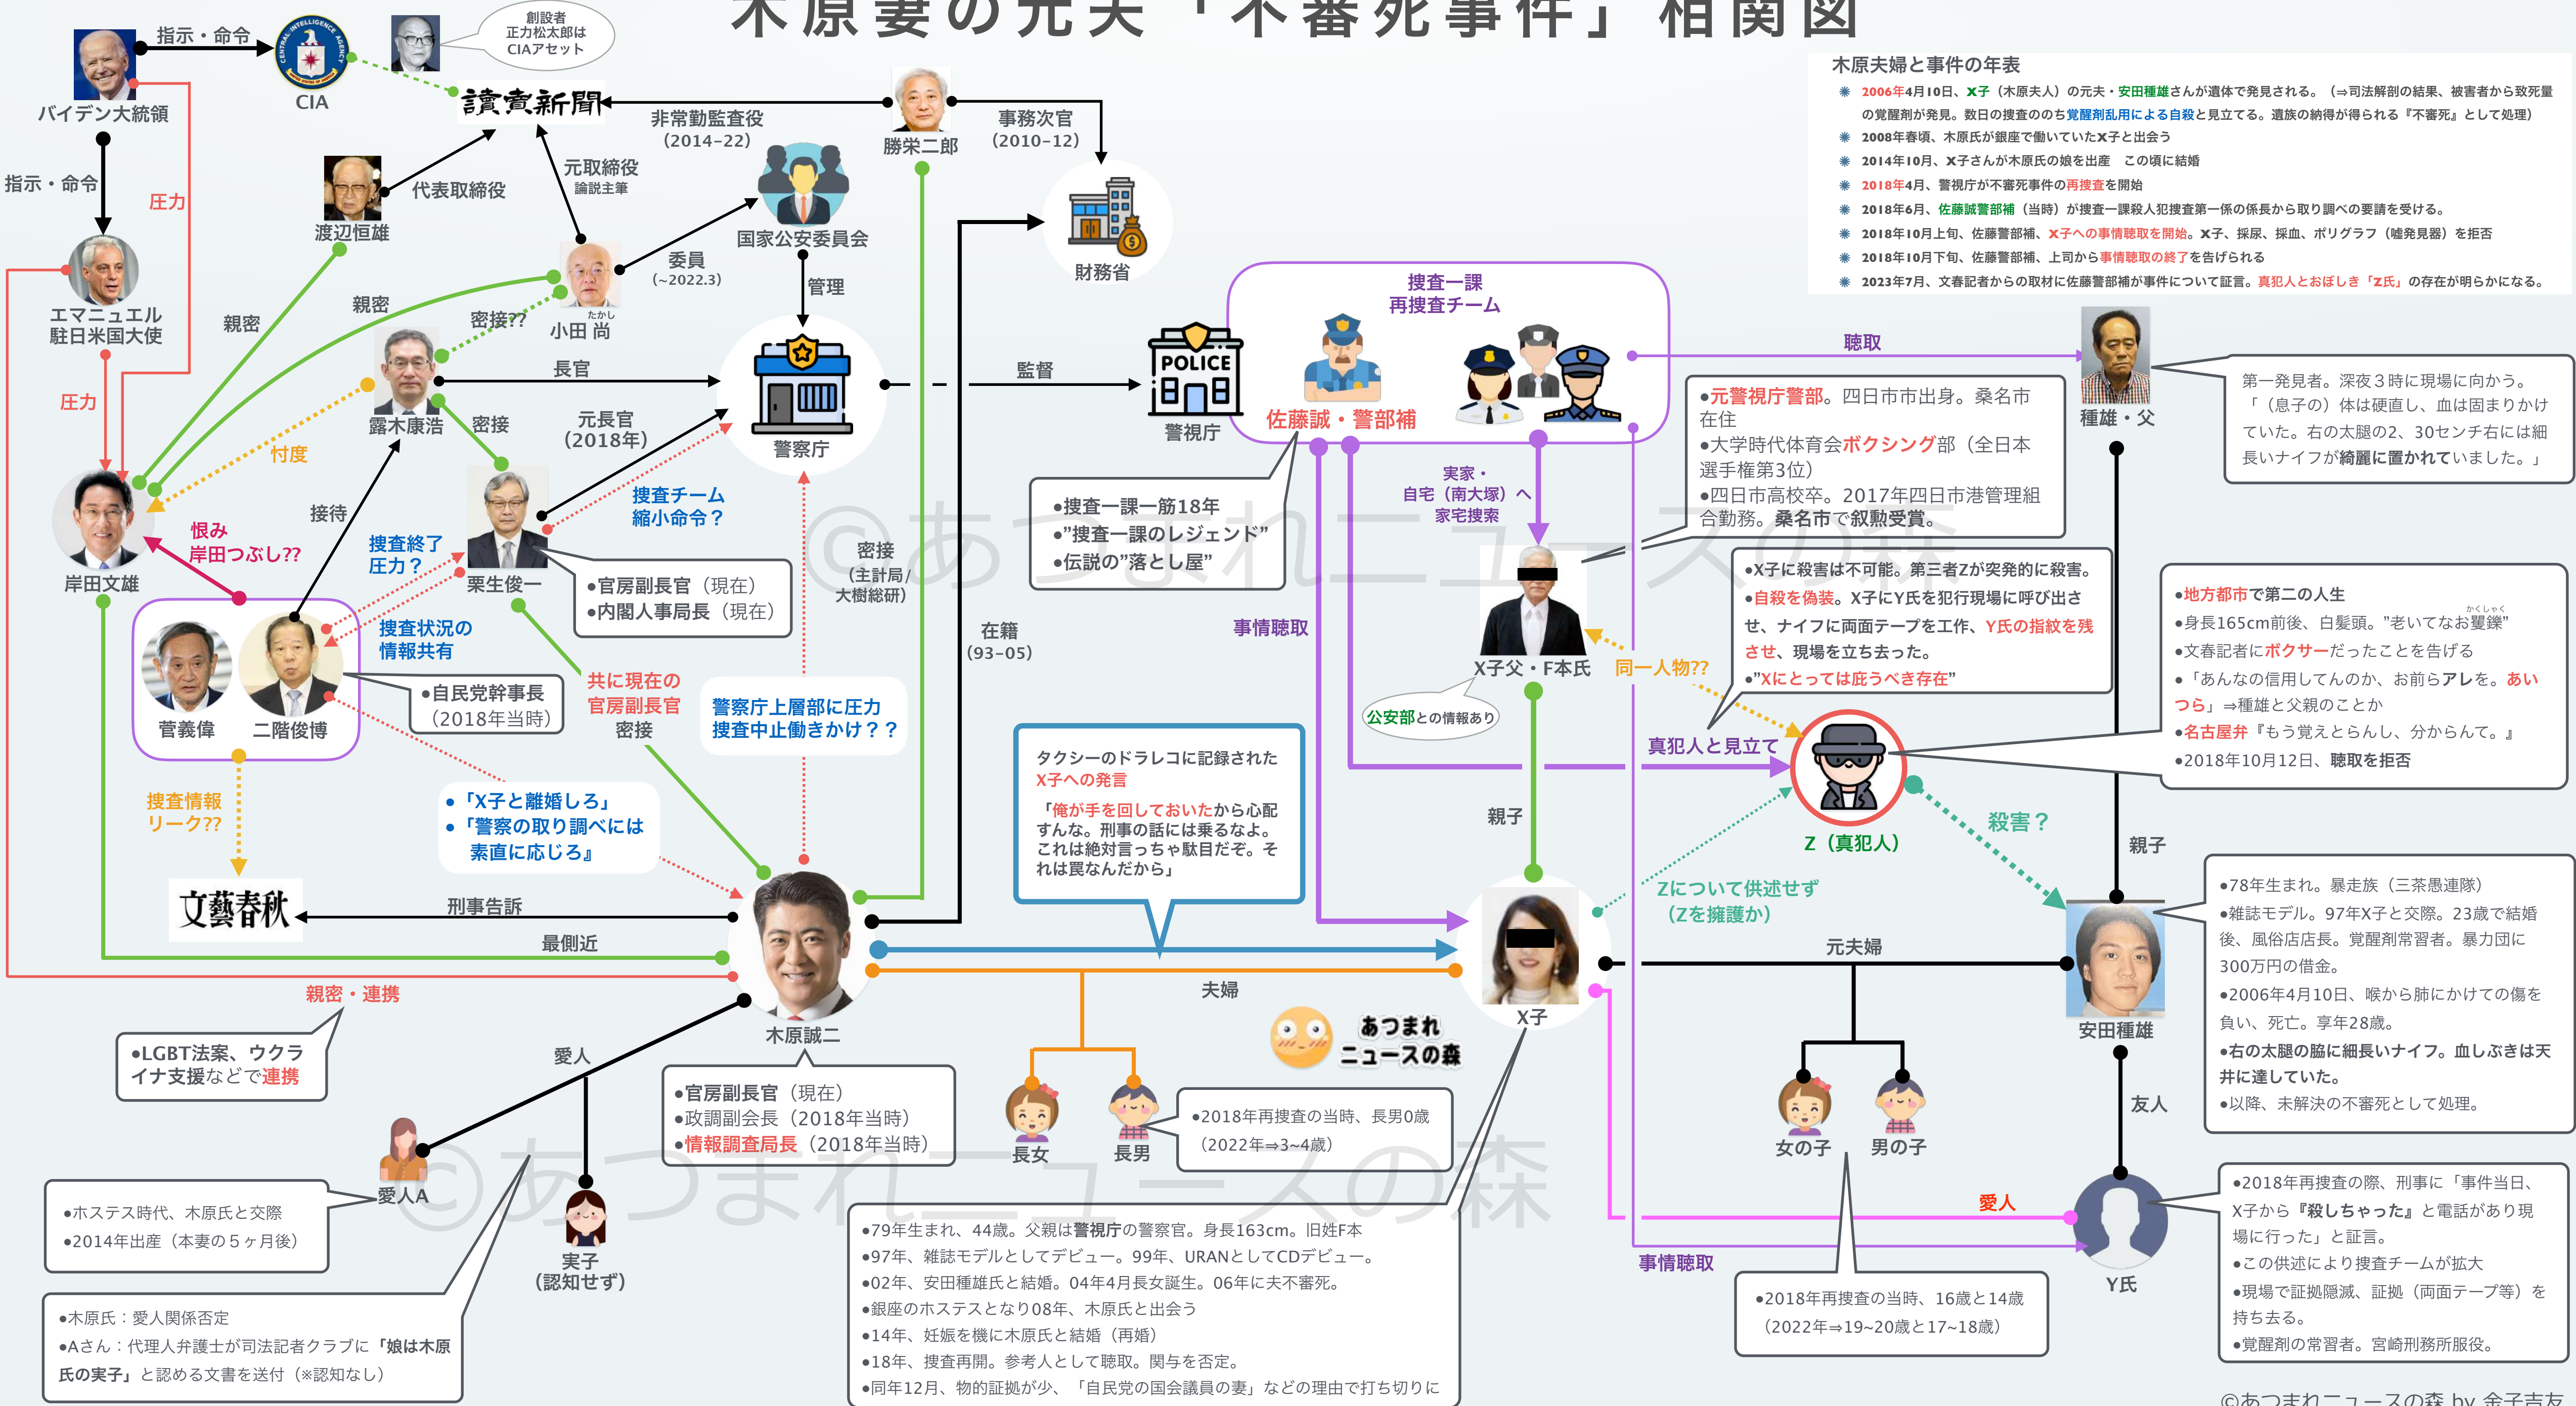 木原妻の元夫「不審死事件」相関図
創設者
正力松太郎は
CIAアセット
指示・命令
CIA
バイデン大統領
讀賣新聞
非常勤監査役
(2014-22)
勝栄二郎
事務次官
(2010-12)
財務省
指示・命令
圧力
渡辺恒雄
代表取締役
元取締役
論説主筆
国家公安委員会
委員
(~2022.3)
管理
エマニュエル
駐日米国大使
親密
親密
密接??
たかし
小田 尚
圧力
露木康浩
長官
警察庁
監督
POLICE
警視庁
忖度
密接
元長官
(2018年)
接待
捜査チーム
縮小命令？
岸田文雄
恨み
岸田つぶし??
捜査終了
圧力？
栗生俊一
●官房副長官（現在）
●内閣人事局長（現在）
捜査状況の
情報共有
菅義偉
二階俊博
●自民党幹事長
（2018年当時）
共に現在の
官房副長官
密接
警察庁上層部に圧力
捜査中止働きかけ？？
密接
（主計局/
大樹総研）
在籍
（93-05）
捜査情報
リーク??
●「X子と離婚しろ」
●「警察の取り調べには
素直に応じろ』
文藝春秋
刑事告訴
最側近
親密・連携
●LGBT法案、ウクラ
イナ支援などで連携
木原誠二
●官房副長官（現在）
●政調副会長（2018年当時）
●情報調査局長（2018年当時）
愛人
愛人A
●ホステス時代、木原氏と交際
●2014年出産（本妻の５ヶ月後）
実子
（認知せず）
●木原氏：愛人関係否定
●Aさん：代理人弁護士が司法記者クラブに「娘は木原
氏の実子」と認める文書を送付（※認知なし）
木原夫婦と事件の年表
2006年4月10日、X子（木原夫人）の元夫・安田種雄さんが遺体で発見される。（⇒司法解剖の結果、被害者から致死量
の覚醒剤が発見。数日の捜査ののち覚醒剤乱用による自殺と見立てる。遺族の納得が得られる『不審死』として処理）
2008年春頃、木原氏が銀座で働いていたX子と出会う
2014年10月、X子さんが木原氏の娘を出産　この頃に結婚
2018年4月、警視庁が不審死事件の再捜査を開始
2018年6月、佐藤誠警部補（当時）が捜査一課殺人犯捜査第一係の係長から取り調べの要請を受ける。
2018年10月上旬、佐藤警部補、X子への事情聴取を開始。X子、採尿、採血、ポリグラフ（嘘発見器）を拒否
2018年10月下旬、佐藤警部補、上司から事情聴取の終了を告げられる
2023年7月、文春記者からの取材に佐藤警部補が事件について証言。真犯人とおぼしき「Z氏」の存在が明らかになる。
捜査一課
再捜査チーム
佐藤誠・警部補
●捜査一課一筋18年
●”捜査一課のレジェンド”
●伝説の”落とし屋”
聴取
種雄・父
第一発見者。深夜３時に現場に向かう。
「（息子の）体は硬直し、血は固まりかけ
ていた。右の太腿の2、30センチ右には細
長いナイフが綺麗に置かれていました。」
●元警視庁警部。四日市市出身。桑名市
在住
●大学時代体育会ボクシング部（全日本
選手権第3位）
●四日市高校卒。2017年四日市港管理組
合勤務。桑名市で叙勲受賞。
実家・
自宅（南大塚）へ
家宅捜索
X子父・F本氏
公安部との情報あり
同一人物??
●X子に殺害は不可能。第三者Zが突発的に殺害。
●自殺を偽装。X子にY氏を犯行現場に呼び出さ
せ、ナイフに両面テープを工作、Y氏の指紋を残
させ、現場を立ち去った。
●”Xにとっては庇うべき存在”
●地方都市で第二の人生
かくしゃく
●身長165cm前後、白髪頭。”老いてなお矍鑠”
●文春記者にボクサーだったことを告げる
●「あんなの信用してんのか、お前らアレを。あい
つら」⇒種雄と父親のことか
●名古屋弁『もう覚えとらんし、分からんて。』
●2018年10月12日、聴取を拒否
事情聴取
真犯人と見立て
Z（真犯人）
殺害？
親子
親子
Zについて供述せず
（Zを擁護か）
タクシーのドラレコに記録された
X子への発言
「俺が手を回しておいたから心配
すんな。刑事の話には乗るなよ。
これは絶対言っちゃ駄目だぞ。そ
れは罠なんだから」
夫婦
X子
元夫婦
安田種雄
●78年生まれ。暴走族（三茶愚連隊）
●雑誌モデル。97年X子と交際。23歳で結婚
後、風俗店店長。覚醒剤常習者。暴力団に
300万円の借金。
●2006年4月10日、喉から肺にかけての傷を
負い、死亡。享年28歳。
●右の太腿の脇に細長いナイフ。血しぶきは天
井に達していた。
●以降、未解決の不審死として処理。
あつまれ
ニュースの森
長女
長男
●2018年再捜査の当時、長男0歳
（2022年⇒3~4歳）
●79年生まれ、44歳。父親は警視庁の警察官。身長163cm。旧姓F本
●97年、雑誌モデルとしてデビュー。99年、URANとしてCDデビュー。
●02年、安田種雄氏と結婚。04年4月長女誕生。06年に夫不審死。
●銀座のホステスとなり08年、木原氏と出会う
●14年、妊娠を機に木原氏と結婚（再婚）
●18年、捜査再開。参考人として聴取。関与を否定。
●同年12月、物的証拠が少、「自民党の国会議員の妻」などの理由で打ち切りに
女の子
男の子
●2018年再捜査の当時、16歳と14歳
（2022年⇒19~20歳と17~18歳）
友人
愛人
事情聴取
Y氏
●2018年再捜査の際、刑事に「事件当日、
X子から『殺しちゃった』と電話があり現
場に行った」と証言。
●この供述により捜査チームが拡大
●現場で証拠隠滅、証拠（両面テープ等）を
持ち去る。
●覚醒剤の常習者。宮崎刑務所服役。
©あつまれニュースの森
©あつまれニュースの森
©あつまれニュースの森 by 金子吉友